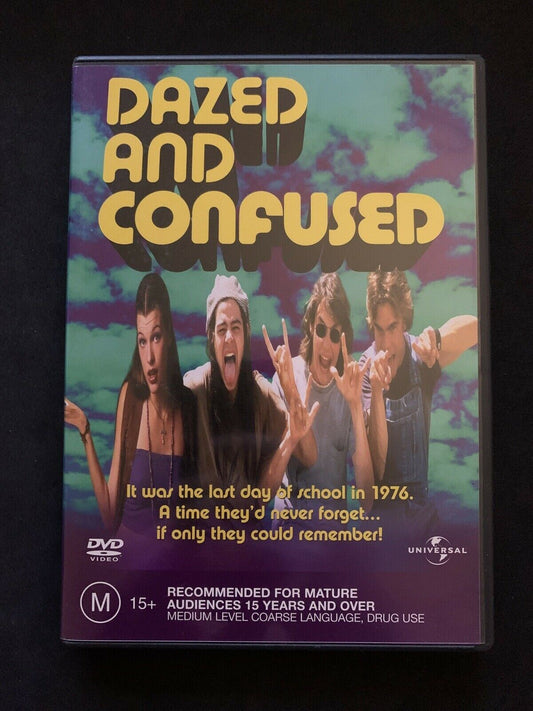 DAZED
AND
CONFUSED
It was the last day of school in 1976.
A time they'd never forget...
if only they could remember!
DVD
VIDEO
UNIVERSAL
M 15+
RECOMMENDED FOR MATURE
AUDIENCES 15 YEARS AND OVER
MEDIUM LEVEL COARSE LANGUAGE, DRUG USE